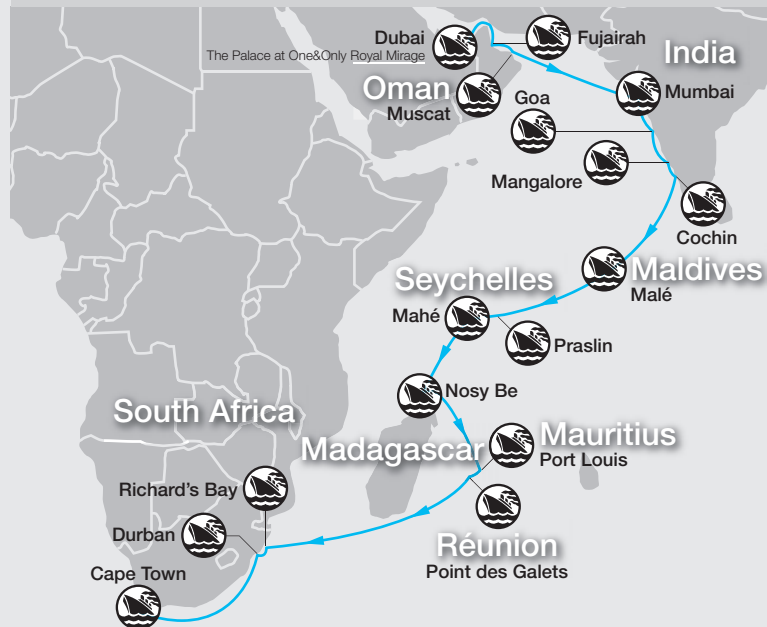 Dubai
The Palace at One&Only Royal Mirage
Fujairah
India
Oman
Muscat
Goa
Mumbai
Mangalore
Cochin
Maldives
Malé
Seychelles
Mahé
Praslin
Nosy Be
South Africa
Madagascar
Mauritius
Port Louis
Richard's Bay
Durban
Réunion
Point des Galets
Cape Town